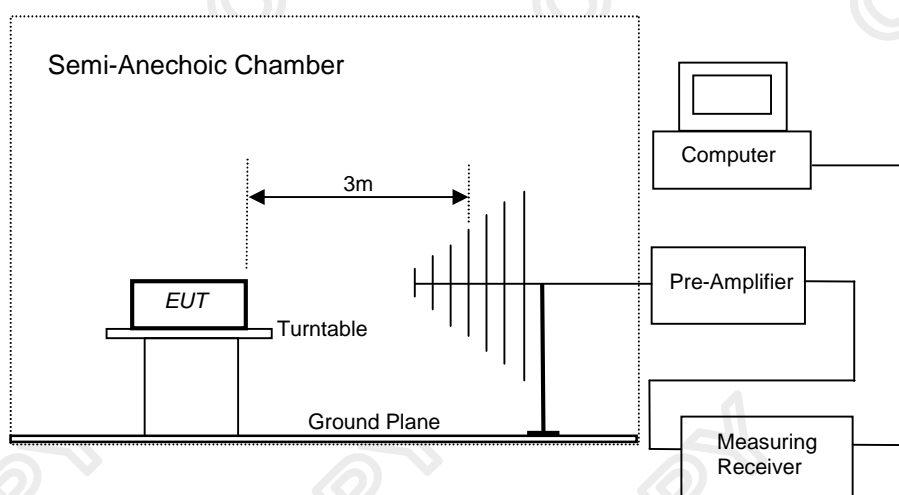 Semi-Anechoic Chamber
Computer
3m
Pre-Amplifier
EUT
Turntable
Ground Plane
Measuring
Receiver